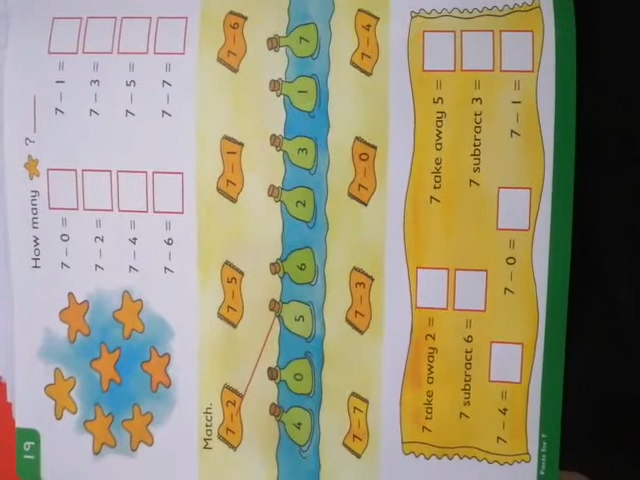 19
How many ? ____
7 – 0 = 7 – 1 =
7 – 2 = 7 – 3 =
7 – 4 = 7 – 5 =
7 – 6 = 7 – 7 =
Match.
7 – 2 7 – 5 7 – 1 7 – 6
4 0 5 6 2 3 1 7
7 – 7 7 – 3 7 – 0 7 – 4
7 take away 2 = 7 take away 5 =
7 subtract 6 = 7 subtract 3 =
7 – 4 = 7 – 0 = 7 – 1 =
Facts for 7